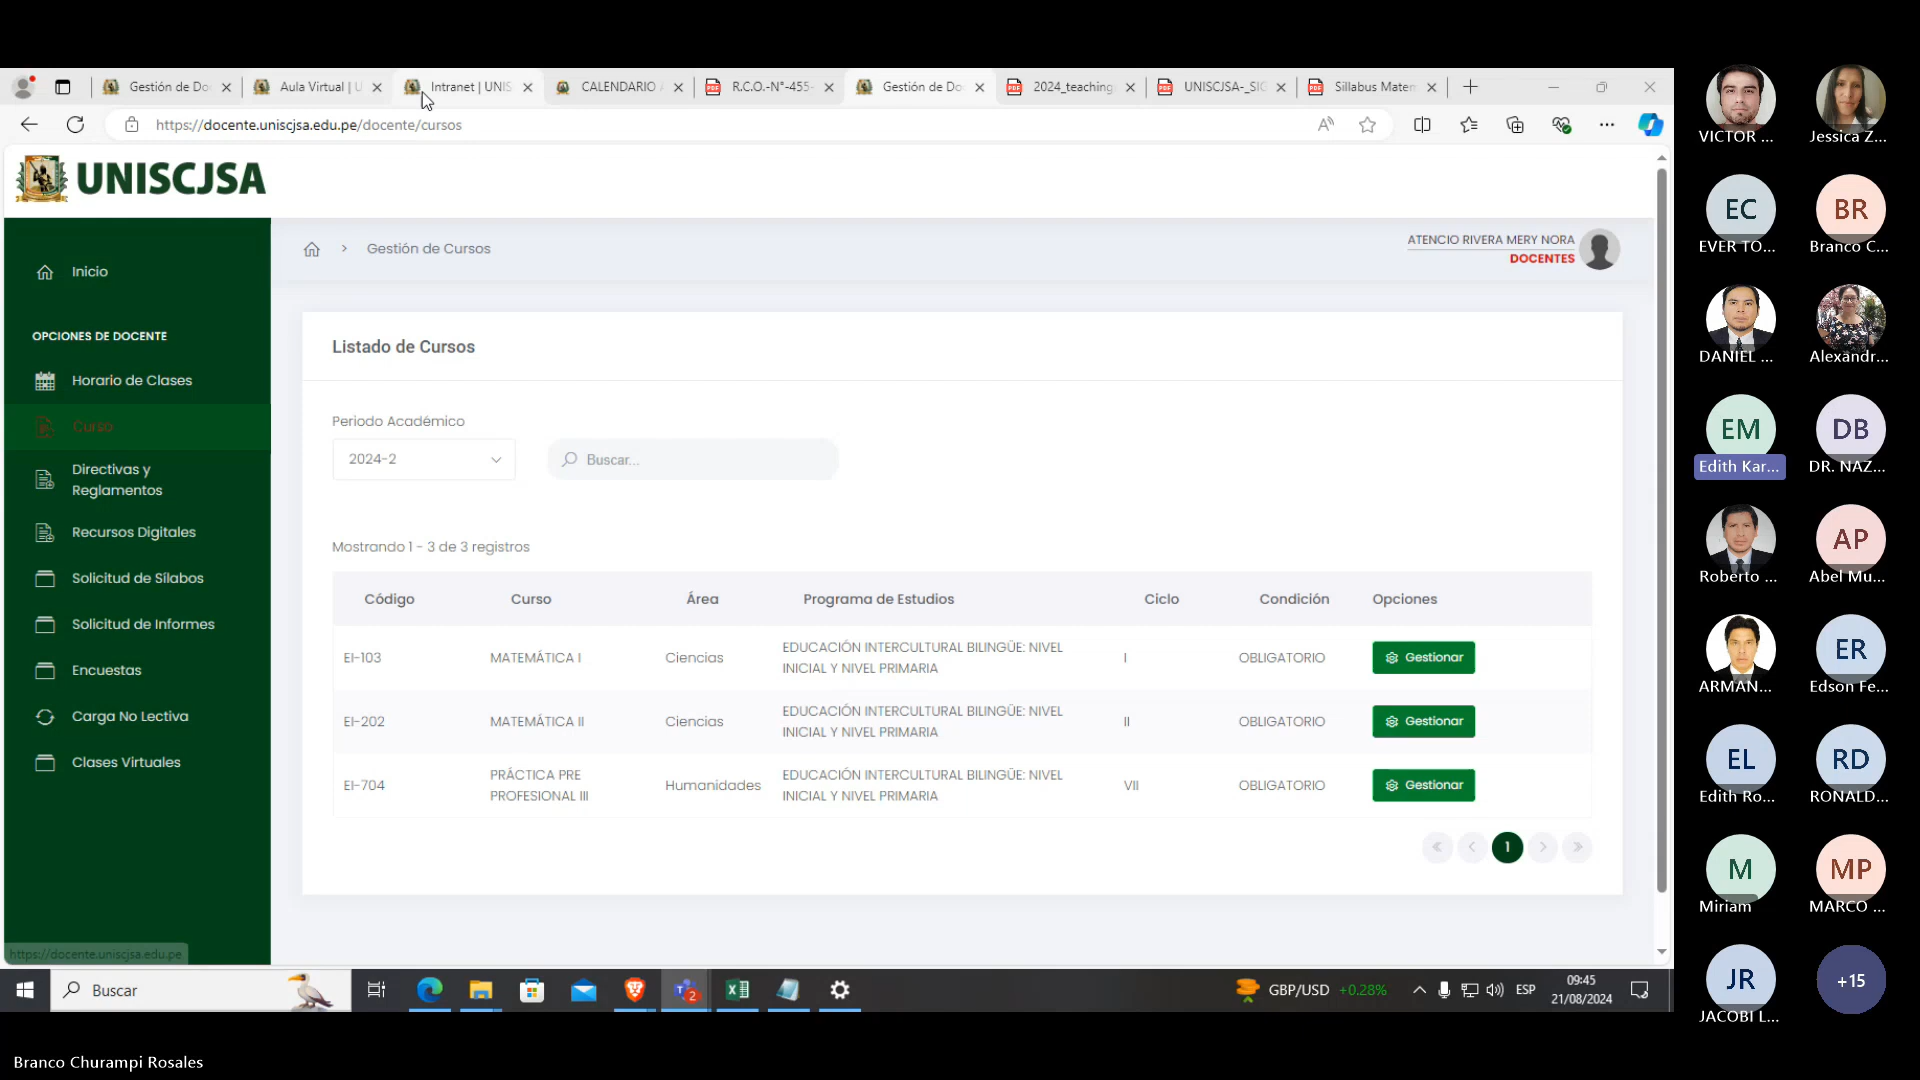 Gestión de Do
Aula Virtual | U
Intranet | UNIS
CALENDARIO A
R.C.O.-N°-455-
Gestión de Do
2024_teaching
UNISCJSA-_SIG
Sillabus Matem
https://docente.uniscjsa.edu.pe/docente/cursos
UNISCJSA
Gestión de Cursos
ATENCIO RIVERA MERY NORA
DOCENTES
Inicio
OPCIONES DE DOCENTE
Horario de Clases
Curso
Directivas y
Reglamentos
Recursos Digitales
Solicitud de Sílabos
Solicitud de Informes
Encuestas
Carga No Lectiva
Clases Virtuales
https://docente.uniscjsa.edu.pe
Listado de Cursos
Periodo Académico
2024-2
Buscar...
Mostrando 1 - 3 de 3 registros
Código Curso Área Programa de Estudios Ciclo Condición Opciones
EI-103 MATEMÁTICA I Ciencias EDUCACIÓN INTERCULTURAL BILINGÜE: NIVEL INICIAL Y NIVEL PRIMARIA I OBLIGATORIO Gestionar
EI-202 MATEMÁTICA II Ciencias EDUCACIÓN INTERCULTURAL BILINGÜE: NIVEL INICIAL Y NIVEL PRIMARIA II OBLIGATORIO Gestionar
EI-704 PRÁCTICA PRE PROFESIONAL III Humanidades EDUCACIÓN INTERCULTURAL BILINGÜE: NIVEL INICIAL Y NIVEL PRIMARIA VII OBLIGATORIO Gestionar
1
Buscar
2
GBP/USD +0.28%
ESP
09:45
21/08/2024
VICTOR ...
Jessica Z...
EC
EVER TO...
BR
Branco C...
DANIEL ...
Alexandr...
EM
Edith Kar...
DB
DR. NAZ...
Roberto ...
AP
Abel Mu...
ARMAN...
ER
Edson Fe...
EL
Edith Ro...
RD
RONALD...
M
Miriam
MP
MARCO ...
JR
JACOBI L...
+15
Branco Churampi Rosales